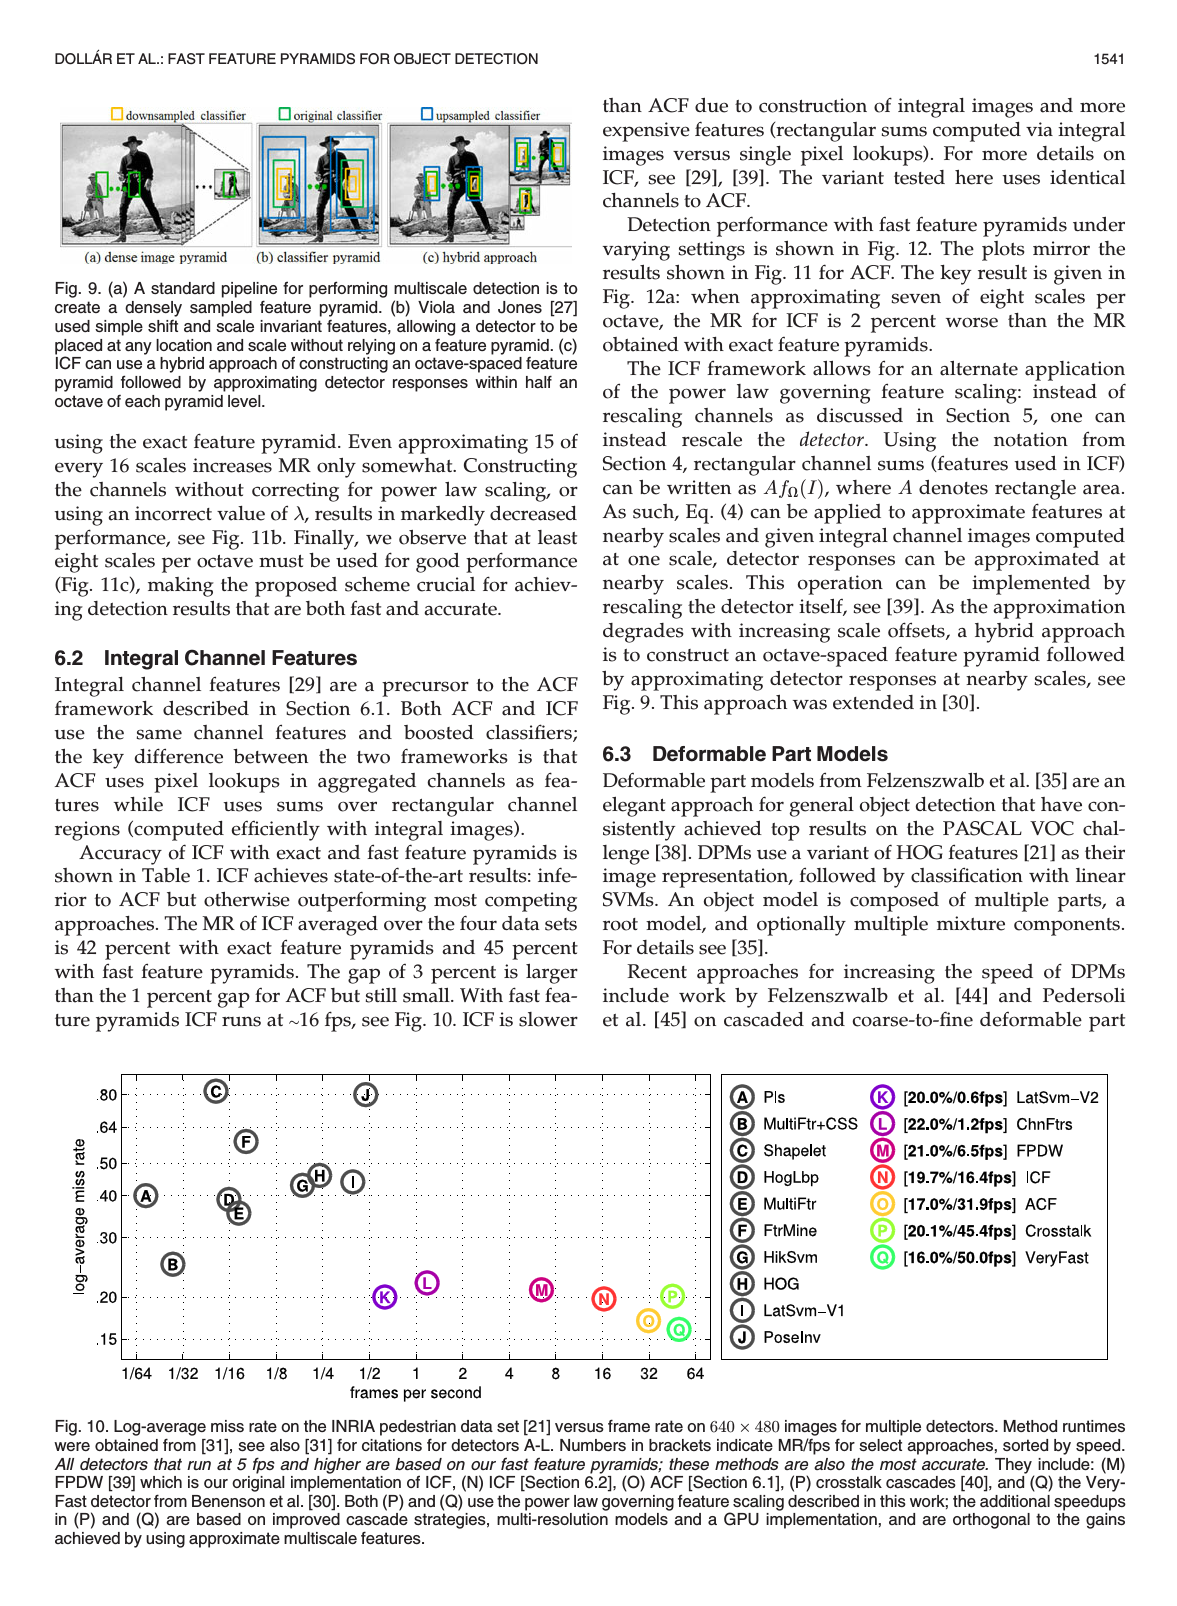 DOLLÁR ET AL.: FAST FEATURE PYRAMIDS FOR OBJECT DETECTION
1541
downsampled classifier
original classifier
upsampled classifier
(a) dense image pyramid
(b) classifier pyramid
(c) hybrid approach
Fig. 9. (a) A standard pipeline for performing multiscale detection is to
create a densely sampled feature pyramid. (b) Viola and Jones [27]
used simple shift and scale invariant features, allowing a detector to be
placed at any location and scale without relying on a feature pyramid. (c)
ICF can use a hybrid approach of constructing an octave-spaced feature
pyramid followed by approximating detector responses within half an
octave of each pyramid level.
using the exact feature pyramid. Even approximating 15 of
every 16 scales increases MR only somewhat. Constructing
the channels without correcting for power law scaling, or
using an incorrect value of λ, results in markedly decreased
performance, see Fig. 11b. Finally, we observe that at least
eight scales per octave must be used for good performance
(Fig. 11c), making the proposed scheme crucial for achiev-
ing detection results that are both fast and accurate.
6.2 Integral Channel Features
Integral channel features [29] are a precursor to the ACF
framework described in Section 6.1. Both ACF and ICF
use the same channel features and boosted classifiers;
the key difference between the two frameworks is that
ACF uses pixel lookups in aggregated channels as fea-
tures while ICF uses sums over rectangular channel
regions (computed efficiently with integral images).
Accuracy of ICF with exact and fast feature pyramids is
shown in Table 1. ICF achieves state-of-the-art results: infe-
rior to ACF but otherwise outperforming most competing
approaches. The MR of ICF averaged over the four data sets
is 42 percent with exact feature pyramids and 45 percent
with fast feature pyramids. The gap of 3 percent is larger
than the 1 percent gap for ACF but still small. With fast fea-
ture pyramids ICF runs at ~16 fps, see Fig. 10. ICF is slower
than ACF due to construction of integral images and more
expensive features (rectangular sums computed via integral
images versus single pixel lookups). For more details on
ICF, see [29], [39]. The variant tested here uses identical
channels to ACF.
Detection performance with fast feature pyramids under
varying settings is shown in Fig. 12. The plots mirror the
results shown in Fig. 11 for ACF. The key result is given in
Fig. 12a: when approximating seven of eight scales per
octave, the MR for ICF is 2 percent worse than the MR
obtained with exact feature pyramids.
The ICF framework allows for an alternate application
of the power law governing feature scaling: instead of
rescaling channels as discussed in Section 5, one can
instead rescale the detector. Using the notation from
Section 4, rectangular channel sums (features used in ICF)
can be written as AfΩ(I), where A denotes rectangle area.
As such, Eq. (4) can be applied to approximate features at
nearby scales and given integral channel images computed
at one scale, detector responses can be approximated at
nearby scales. This operation can be implemented by
rescaling the detector itself, see [39]. As the approximation
degrades with increasing scale offsets, a hybrid approach
is to construct an octave-spaced feature pyramid followed
by approximating detector responses at nearby scales, see
Fig. 9. This approach was extended in [30].
6.3 Deformable Part Models
Deformable part models from Felzenszwalb et al. [35] are an
elegant approach for general object detection that have con-
sistently achieved top results on the PASCAL VOC chal-
lenge [38]. DPMs use a variant of HOG features [21] as their
image representation, followed by classification with linear
SVMs. An object model is composed of multiple parts, a
root model, and optionally multiple mixture components.
For details see [35].
Recent approaches for increasing the speed of DPMs
include work by Felzenszwalb et al. [44] and Pedersoli
et al. [45] on cascaded and coarse-to-fine deformable part
log−average miss rate
.80
.64
.50
.40
.30
.20
.15
C
J
F
G
H
I
A
D
E
B
K
L
M
N
O
P
Q
1/64 1/32 1/16 1/8 1/4 1/2 1 2 4 8 16 32 64
frames per second
A Pls
B MultiFtr+CSS
C Shapelet
D HogLbp
E MultiFtr
F FtrMine
G HikSvm
H HOG
I LatSvm−V1
J PoseInv
K [20.0%/0.6fps] LatSvm−V2
L [22.0%/1.2fps] ChnFtrs
M [21.0%/6.5fps] FPDW
N [19.7%/16.4fps] ICF
O [17.0%/31.9fps] ACF
P [20.1%/45.4fps] Crosstalk
Q [16.0%/50.0fps] VeryFast
Fig. 10. Log-average miss rate on the INRIA pedestrian data set [21] versus frame rate on 640 × 480 images for multiple detectors. Method runtimes
were obtained from [31], see also [31] for citations for detectors A-L. Numbers in brackets indicate MR/fps for select approaches, sorted by speed.
All detectors that run at 5 fps and higher are based on our fast feature pyramids; these methods are also the most accurate. They include: (M)
FPDW [39] which is our original implementation of ICF, (N) ICF [Section 6.2], (O) ACF [Section 6.1], (P) crosstalk cascades [40], and (Q) the Very-
Fast detector from Benenson et al. [30]. Both (P) and (Q) use the power law governing feature scaling described in this work; the additional speedups
in (P) and (Q) are based on improved cascade strategies, multi-resolution models and a GPU implementation, and are orthogonal to the gains
achieved by using approximate multiscale features.